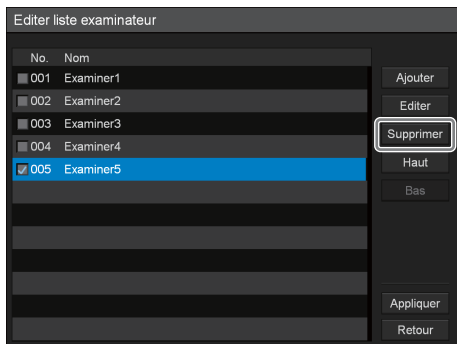 Editer liste examinateur
No. Nom
001 Examiner1
002 Examiner2
003 Examiner3
004 Examiner4
005 Examiner5
Ajouter
Editer
Supprimer
Haut
Bas
Appliquer
Retour